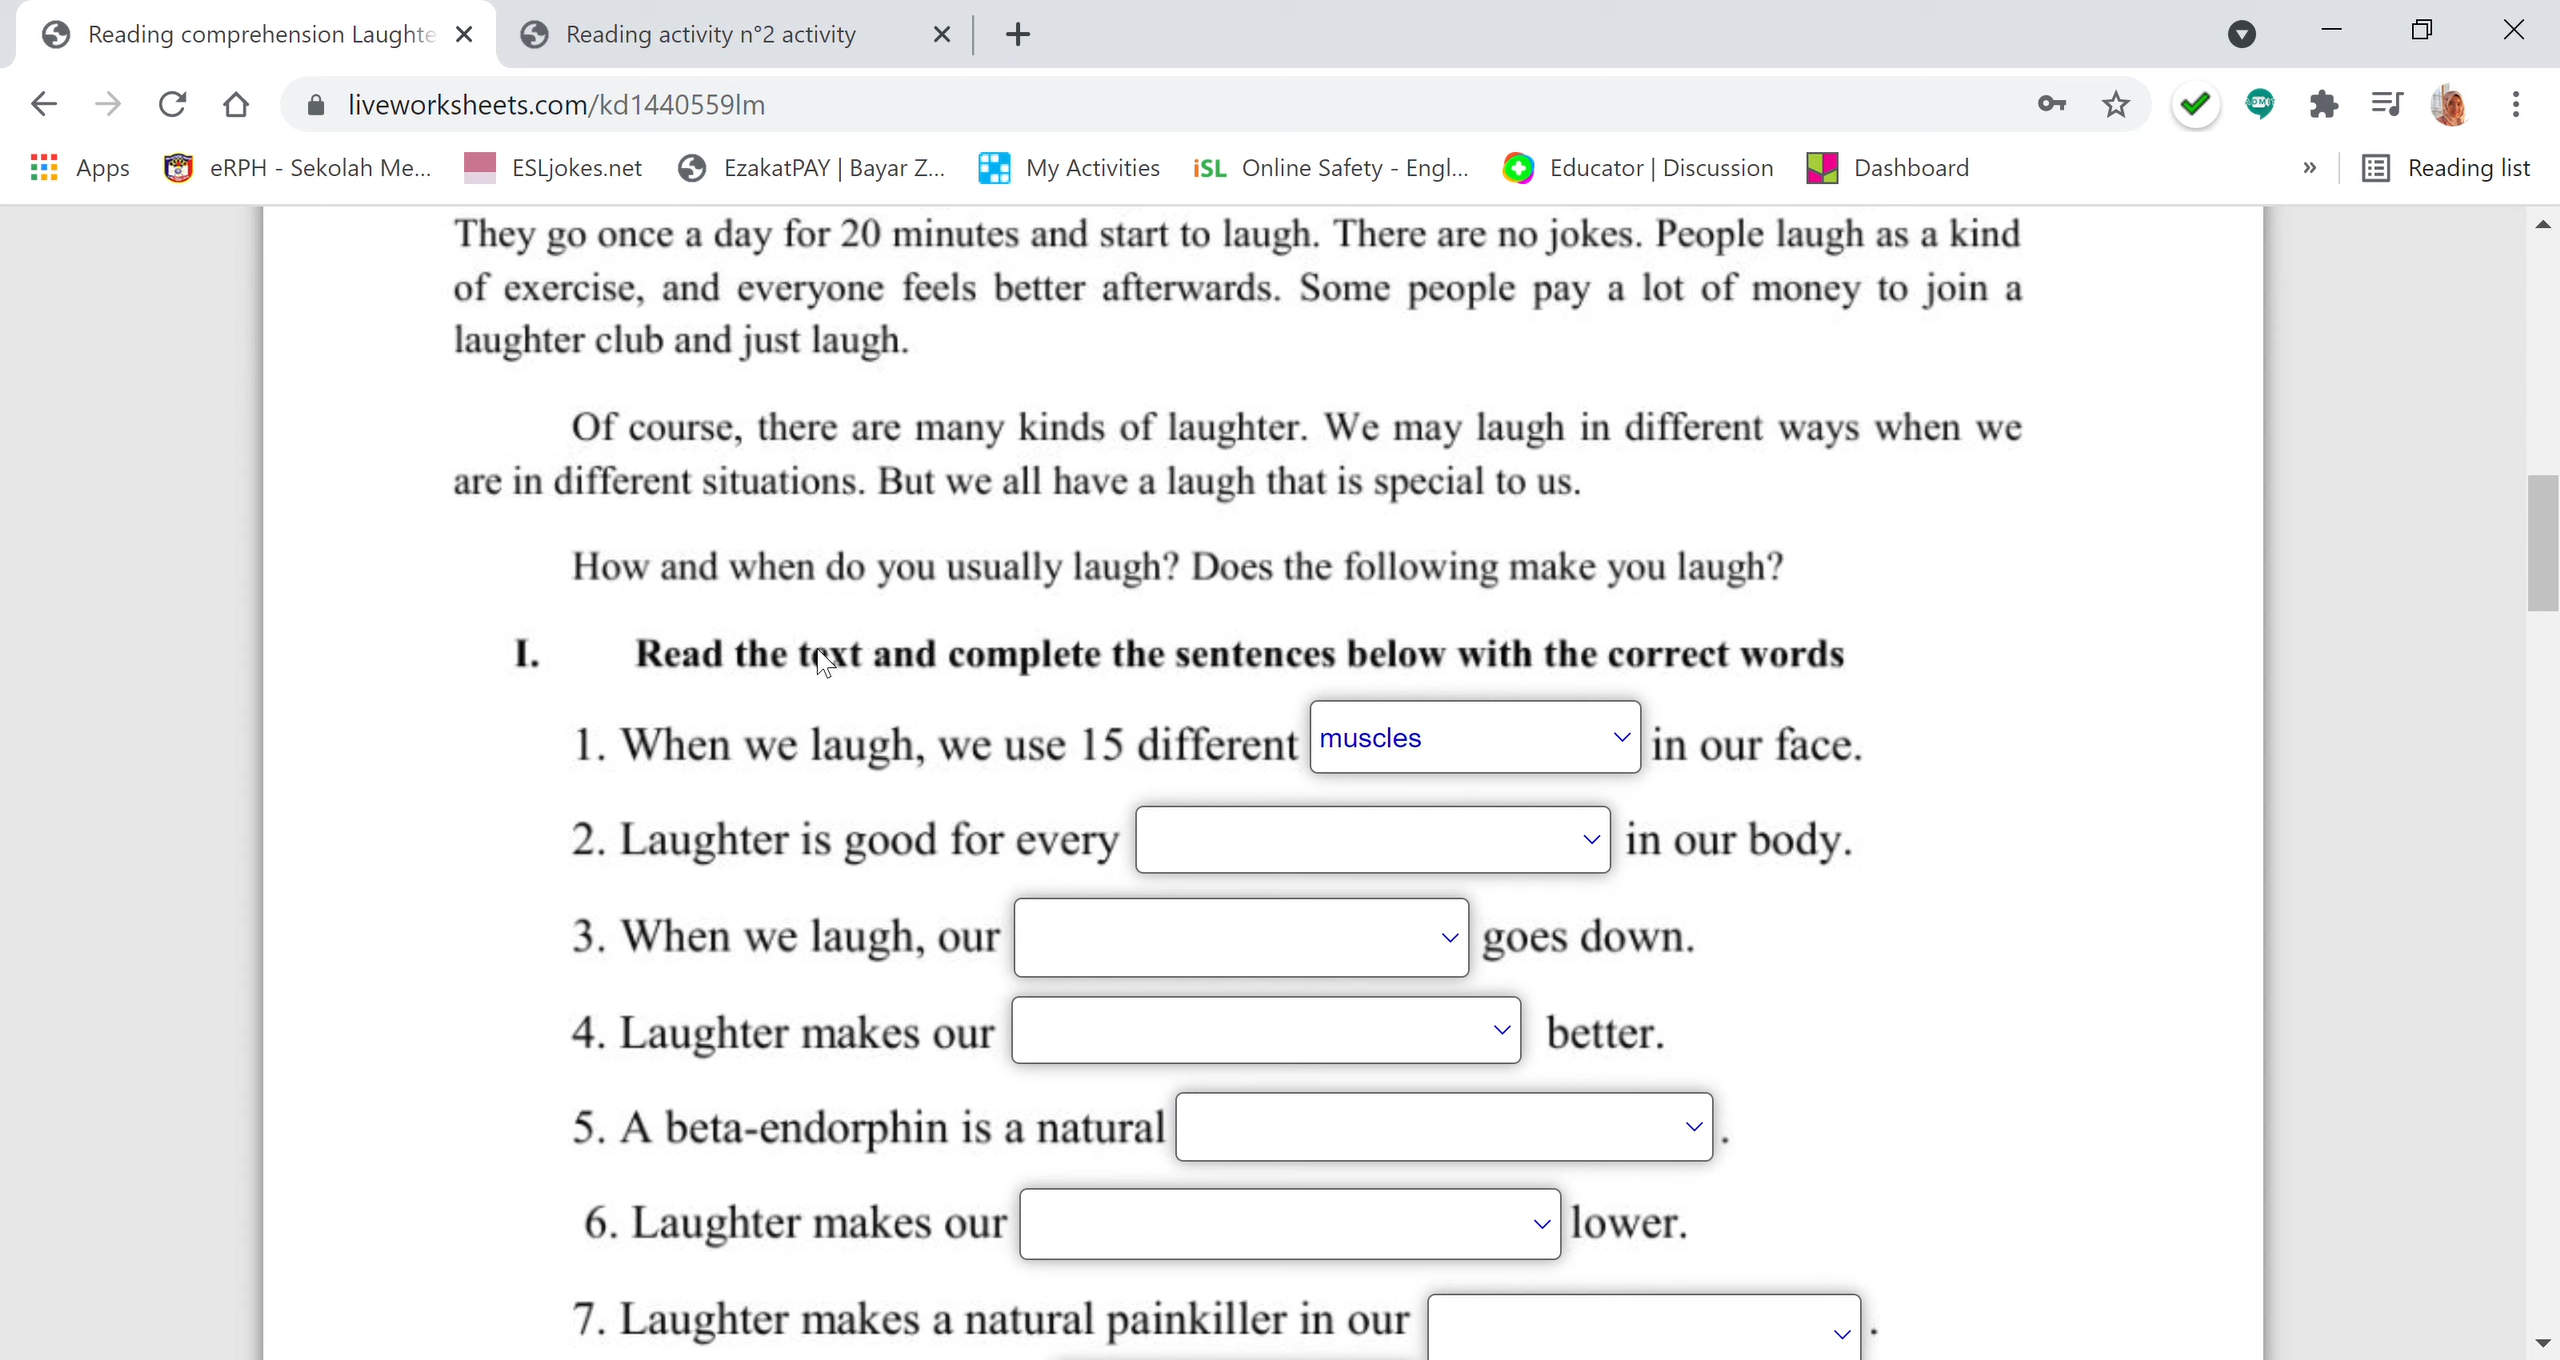 Reading comprehension Laughte
Reading activity n°2 activity
liveworksheets.com/kd1440559lm
Apps
eRPH - Sekolah Me...
ESLjokes.net
EzakatPAY | Bayar Z...
My Activities
iSL Online Safety - Engl...
Educator | Discussion
Dashboard
»
Reading list
They go once a day for 20 minutes and start to laugh. There are no jokes. People laugh as a kind
of exercise, and everyone feels better afterwards. Some people pay a lot of money to join a
laughter club and just laugh.
Of course, there are many kinds of laughter. We may laugh in different ways when we
are in different situations. But we all have a laugh that is special to us.
How and when do you usually laugh? Does the following make you laugh?
I. Read the text and complete the sentences below with the correct words
1. When we laugh, we use 15 different muscles in our face.
2. Laughter is good for every in our body.
3. When we laugh, our goes down.
4. Laughter makes our better.
5. A beta-endorphin is a natural .
6. Laughter makes our lower.
7. Laughter makes a natural painkiller in our .